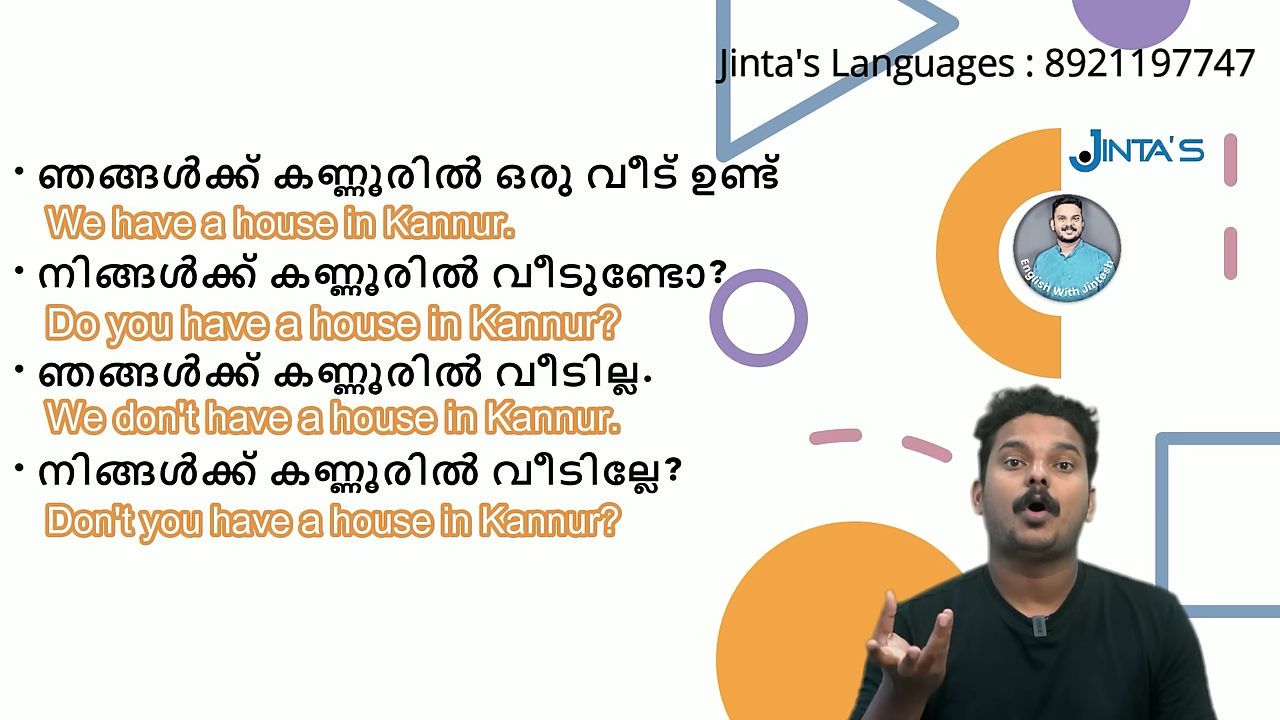 Jinta's Languages : 8921197747
JINTA'S
English With Jintesh
• ഞങ്ങൾക്ക് കണ്ണൂരിൽ ഒരു വീട് ഉണ്ട്
We have a house in Kannur.
• നിങ്ങൾക്ക് കണ്ണൂരിൽ വീടുണ്ടോ?
Do you have a house in Kannur?
• ഞങ്ങൾക്ക് കണ്ണൂരിൽ വീടില്ല.
We don't have a house in Kannur.
• നിങ്ങൾക്ക് കണ്ണൂരിൽ വീടില്ലേ?
Don't you have a house in Kannur?